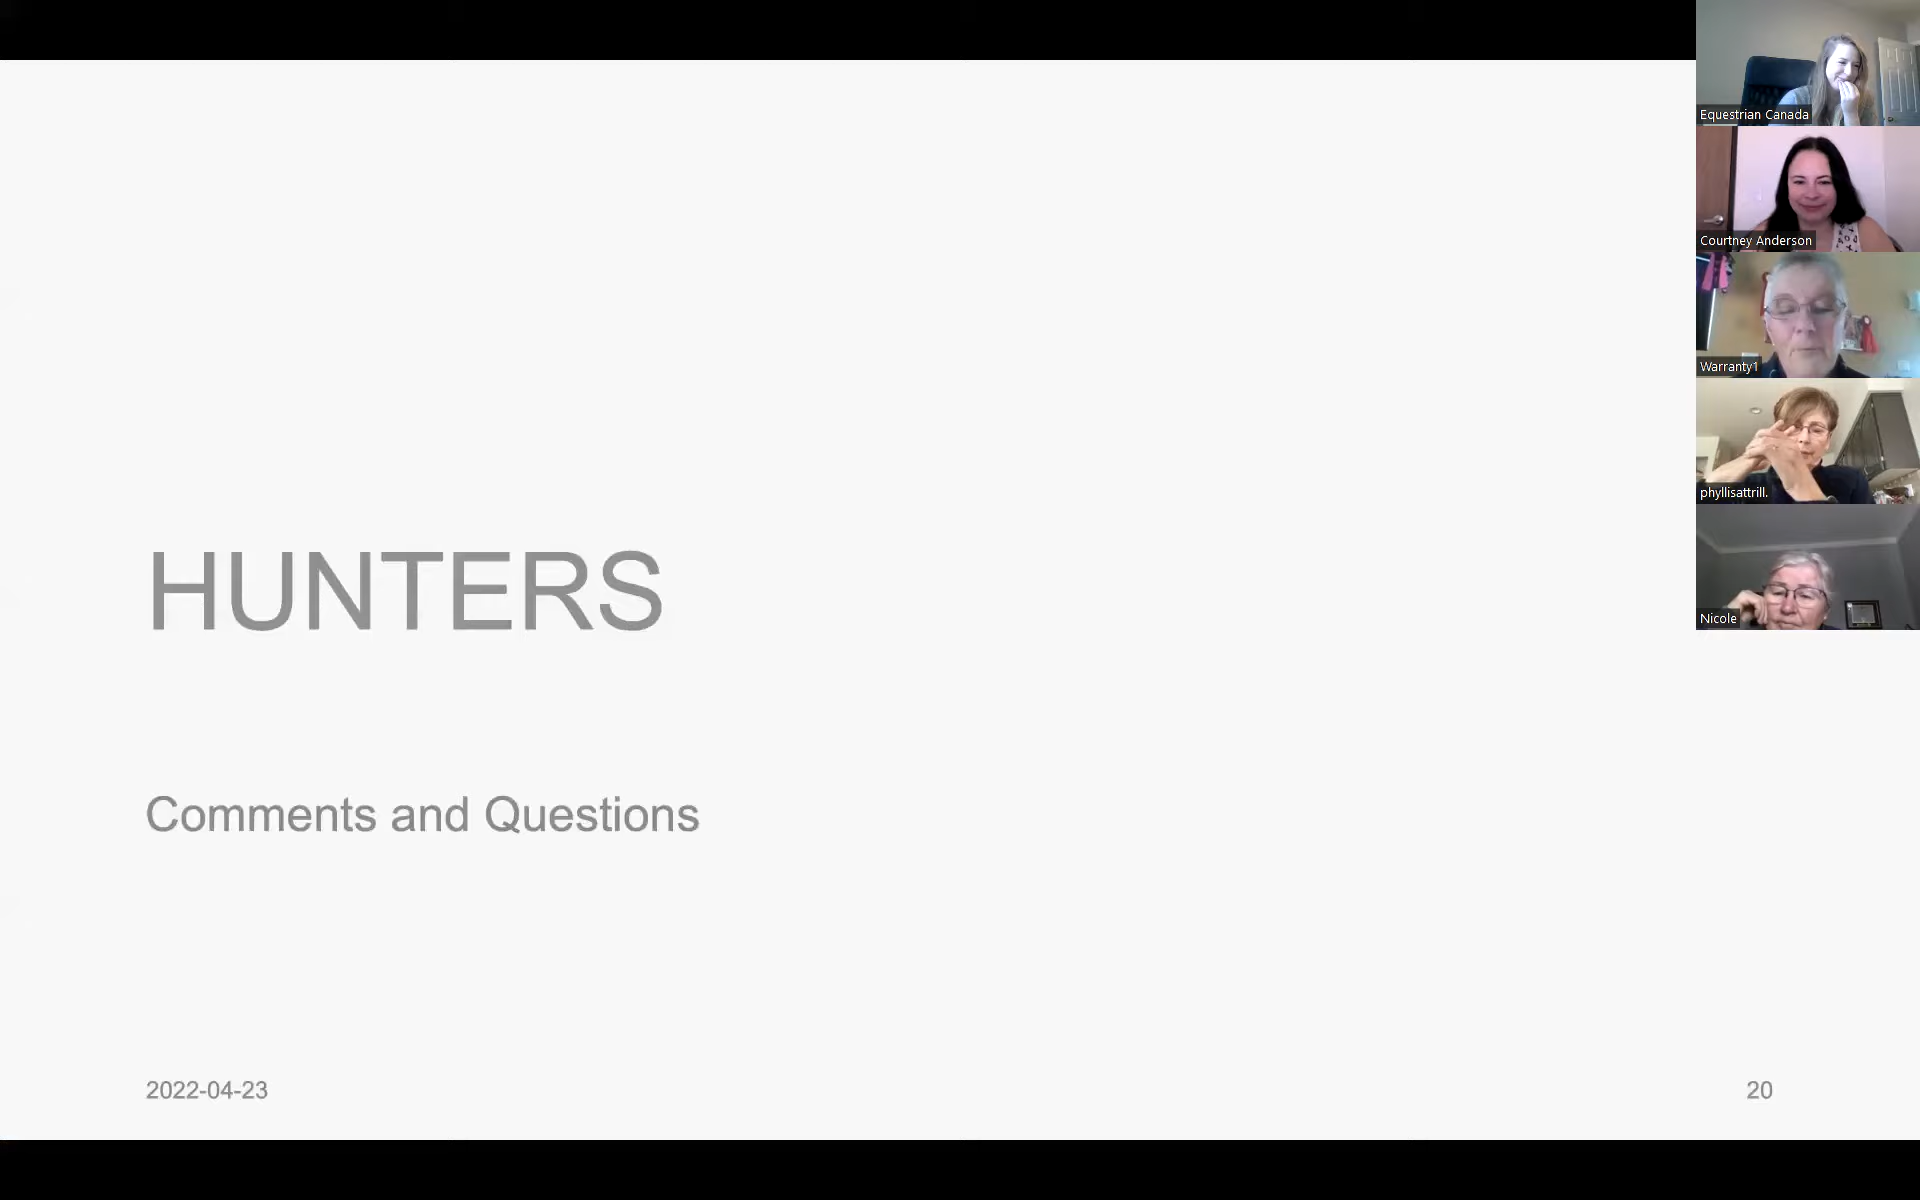 Equestrian Canada
Courtney Anderson
Warranty1
phyllisattrill.
Nicole
HUNTERS
Comments and Questions
2022-04-23
20